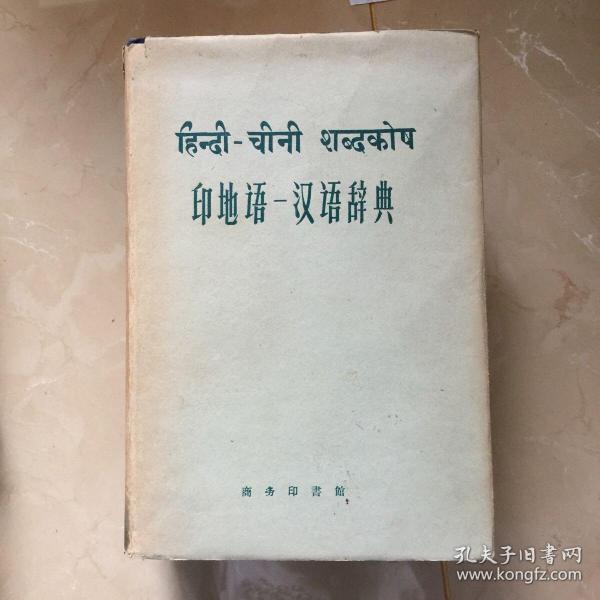 हिन्दी - चीनी शब्दकोष
印地语－汉语辞典
商务印書館
孔夫子旧書网
www.kongfz.com